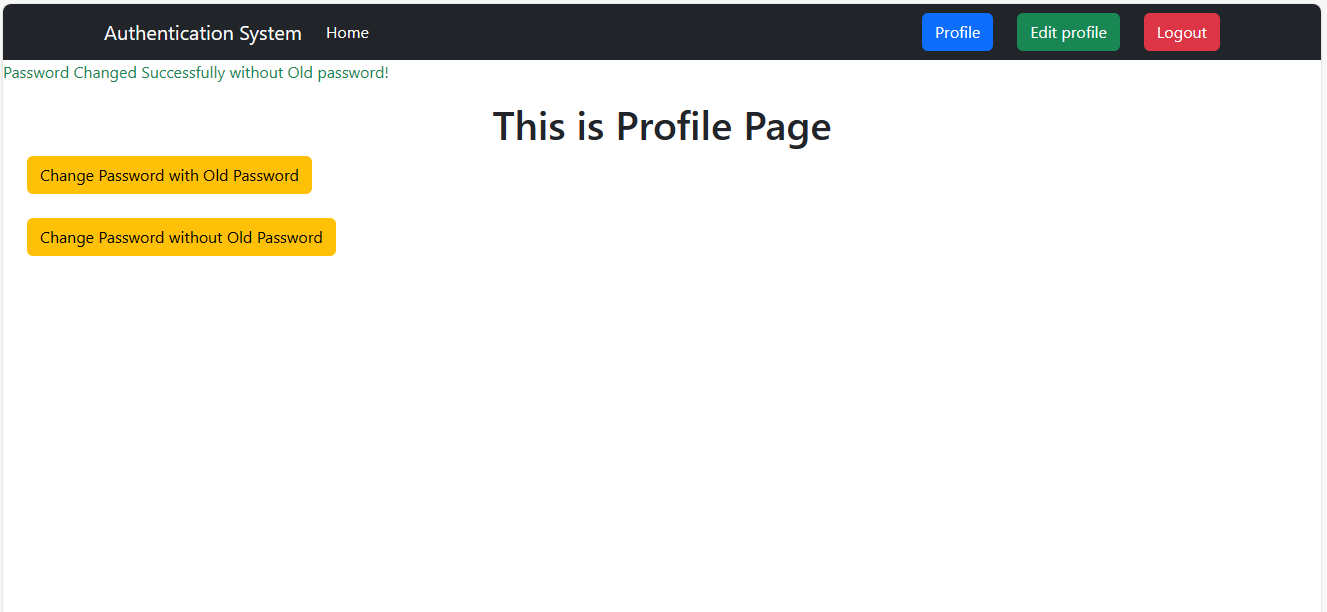 Authentication System Home Profile Edit profile Logout
Password Changed Successfully without Old password!
This is Profile Page
Change Password with Old Password
Change Password without Old Password